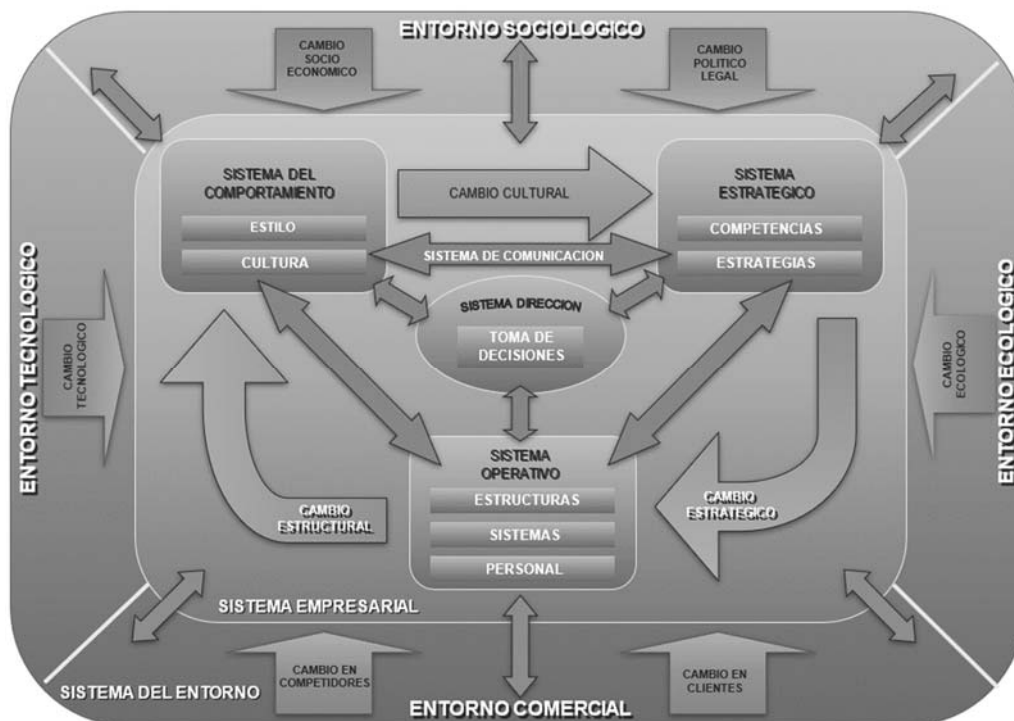 ENTORNO SOCIOLOGICO
CAMBIO
SOCIO
ECONOMICO
CAMBIO
POLITICO
LEGAL
SISTEMA DEL
COMPORTAMIENTO
ESTILO
CULTURA
CAMBIO CULTURAL
SISTEMA
ESTRATEGICO
COMPETENCIAS
ESTRATEGIAS
SISTEMA DE COMUNICACION
SISTEMA DIRECCION
TOMA DE
DECISIONES
ENTORNO TECNOLOGICO
CAMBIO
TECNOLOGICO
CAMBIO
ECOLOGICO
ENTORNO ECOLOGICO
SISTEMA
OPERATIVO
ESTRUCTURAS
SISTEMAS
PERSONAL
CAMBIO
ESTRUCTURAL
CAMBIO
ESTRATEGICO
SISTEMA EMPRESARIAL
CAMBIO EN
COMPETIDORES
CAMBIO EN
CLIENTES
SISTEMA DEL ENTORNO
ENTORNO COMERCIAL